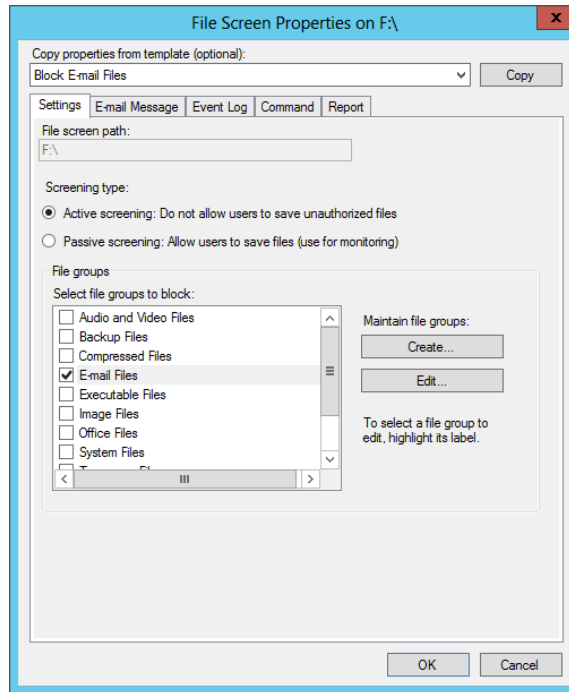 File Screen Properties on F:\
x
Copy properties from template (optional):
Block E-mail Files
Copy
Settings
E-mail Message
Event Log
Command
Report
File screen path:
F:\
Screening type:
Active screening: Do not allow users to save unauthorized files
Passive screening: Allow users to save files (use for monitoring)
File groups
Select file groups to block:
Audio and Video Files
Backup Files
Compressed Files
E-mail Files
Executable Files
Image Files
Office Files
System Files
Maintain file groups:
Create...
Edit...
To select a file group to
edit, highlight its label.
OK
Cancel